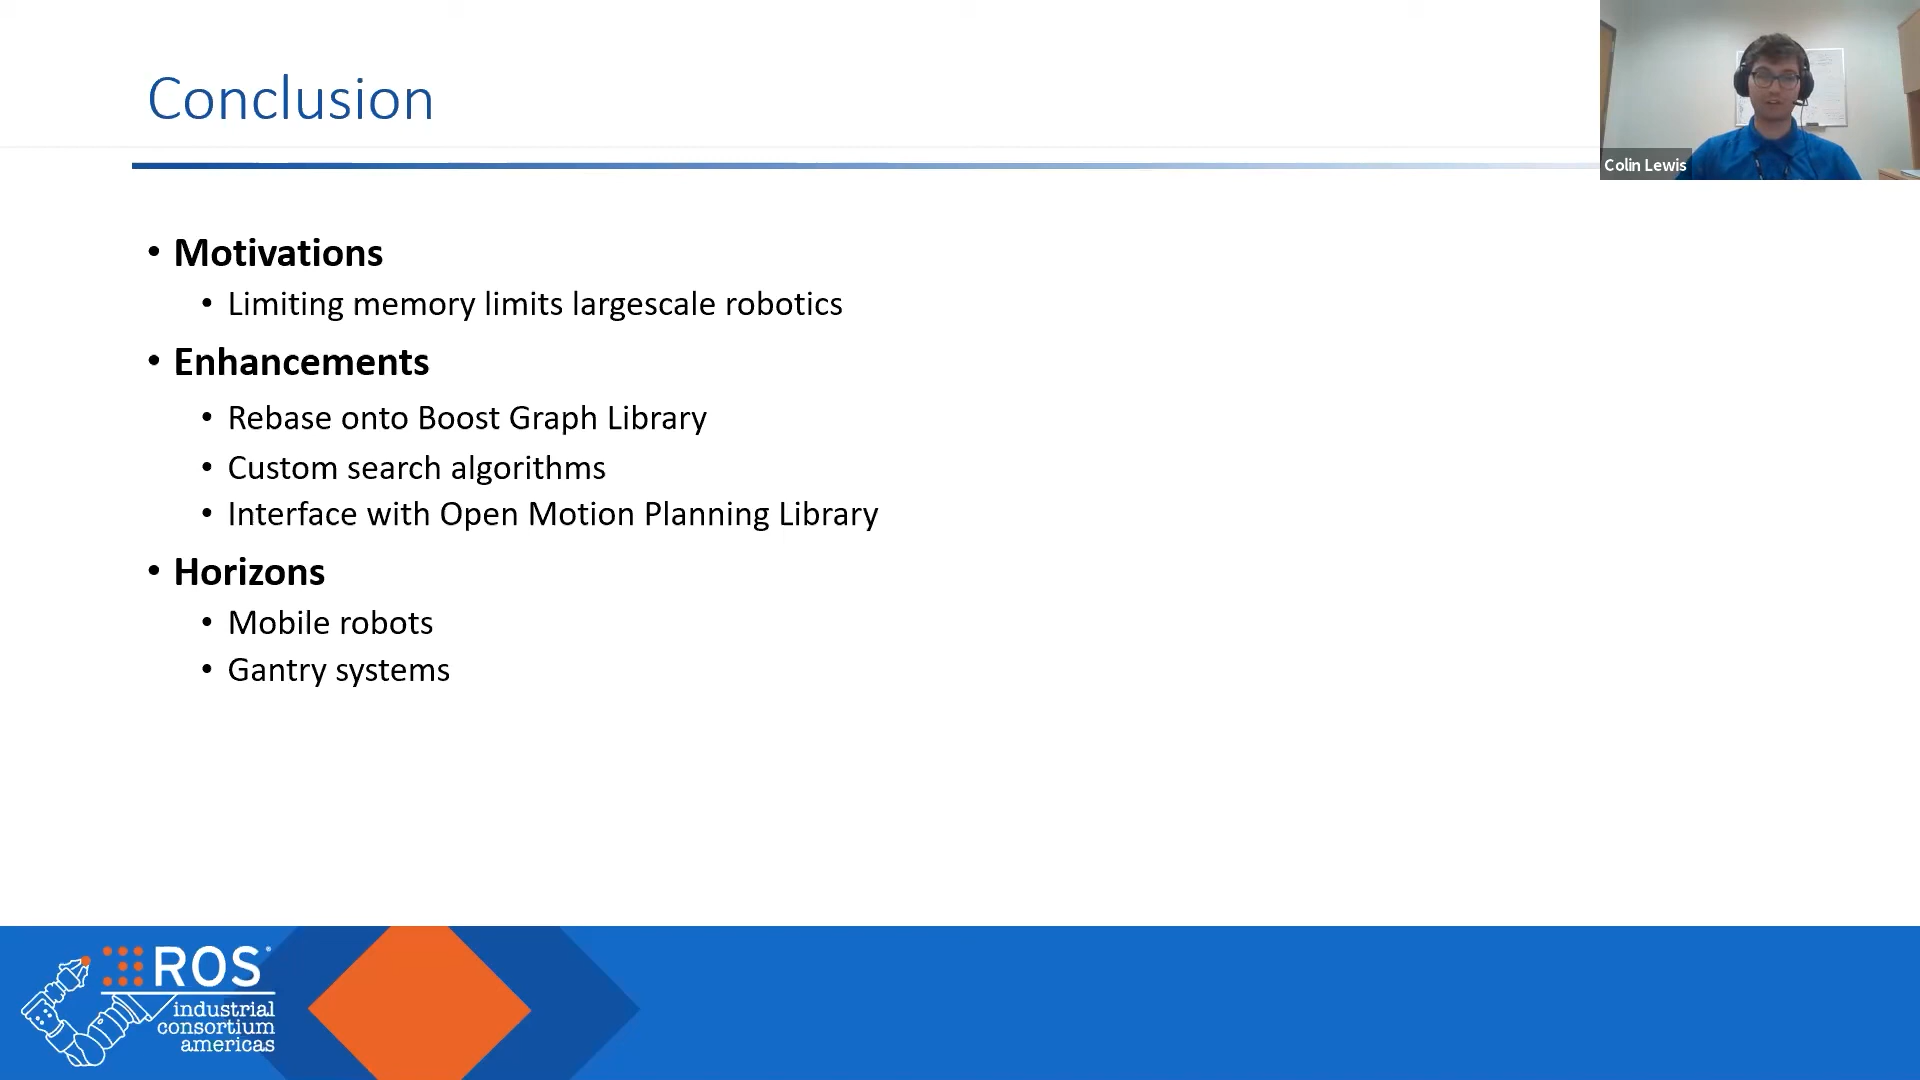 Conclusion
Colin Lewis
• Motivations
• Limiting memory limits largescale robotics
• Enhancements
• Rebase onto Boost Graph Library
• Custom search algorithms
• Interface with Open Motion Planning Library
• Horizons
• Mobile robots
• Gantry systems
ROS
industrial
consortium
americas